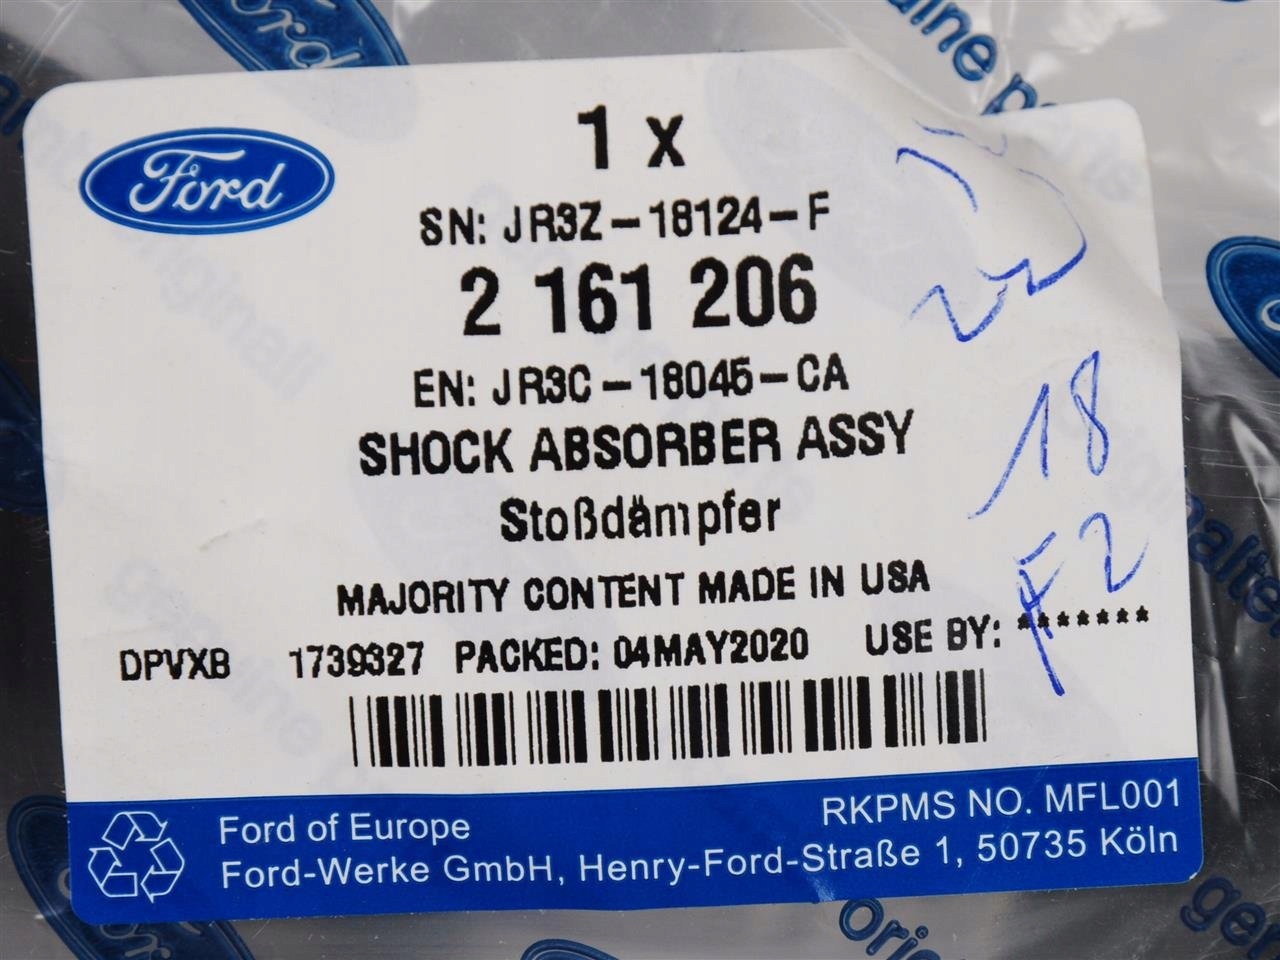 Ford
1 x
SN: JR3Z-18124-F
2 161 206
EN: JR3C-18045-CA
SHOCK ABSORBER ASSY
Stoßdämpfer
MAJORITY CONTENT MADE IN USA
DPVXB 1739327 PACKED: 04MAY2020 USE BY: *******
18
F2
RKPMS NO. MFL001
Ford of Europe
Ford-Werke GmbH, Henry-Ford-Straße 1, 50735 Köln
Ford